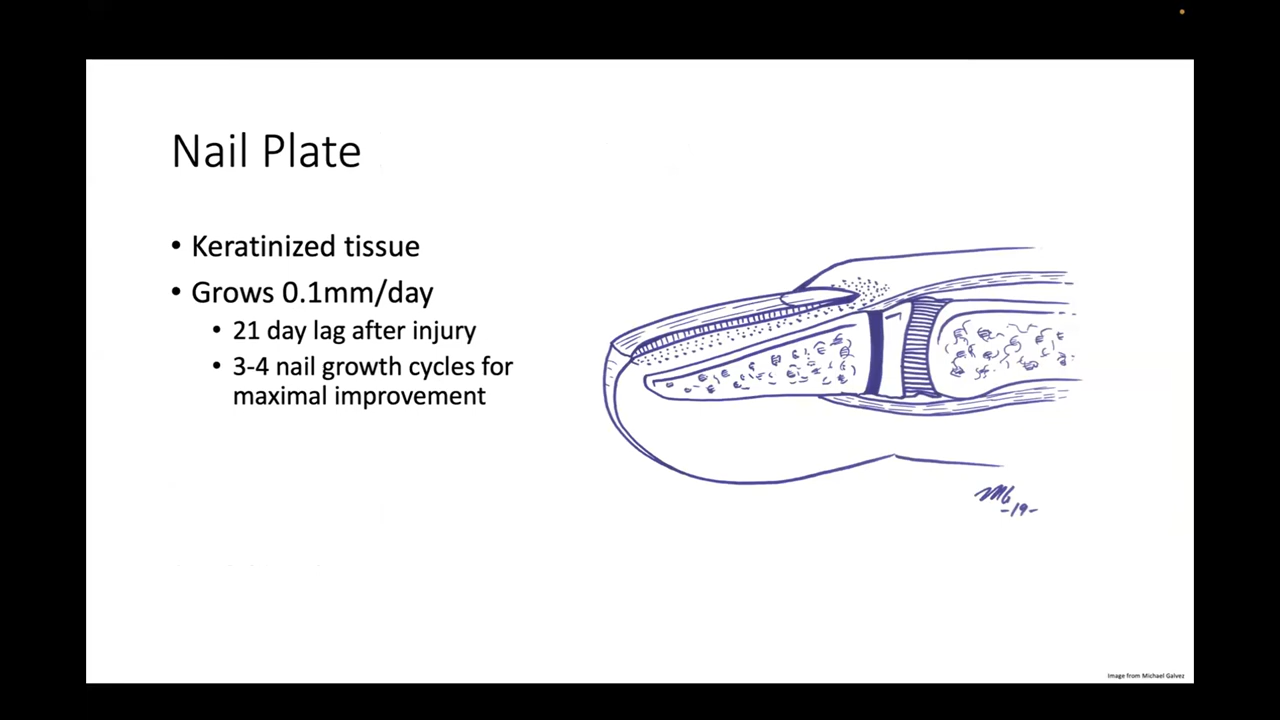 Nail Plate
• Keratinized tissue
• Grows 0.1mm/day
• 21 day lag after injury
• 3-4 nail growth cycles for
maximal improvement
-19-
Image from Michael Galvez